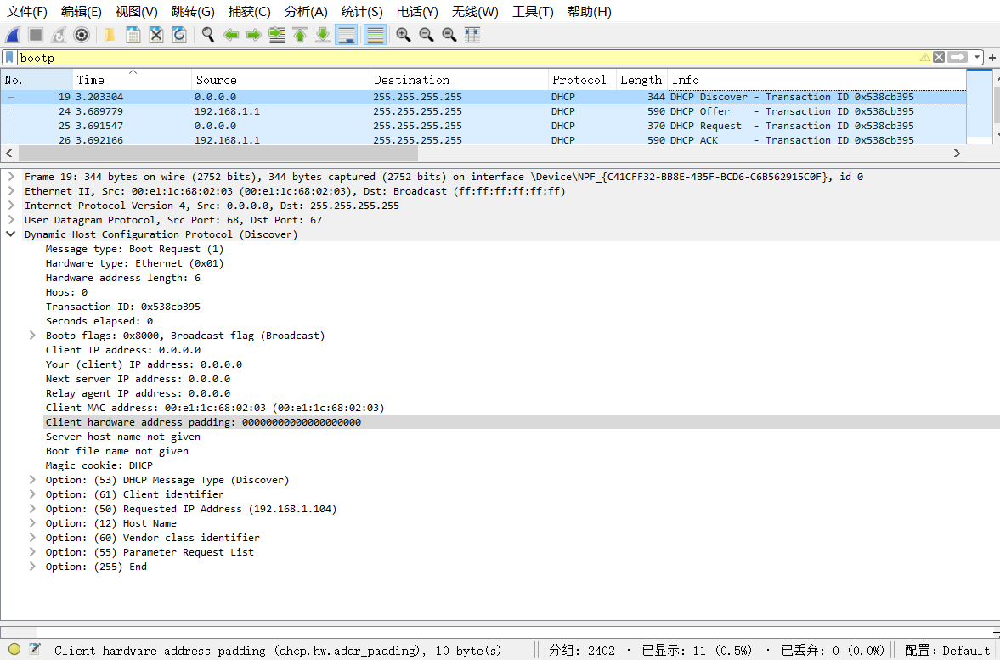 文件(F) 编辑(E) 视图(V) 跳转(G) 捕获(C) 分析(A) 统计(S) 电话(Y) 无线(W) 工具(T) 帮助(H)
bootp
No. Time Source Destination Protocol Length Info
19 3.203304 0.0.0.0 255.255.255.255 DHCP 344 DHCP Discover - Transaction ID 0x538cb395
24 3.689779 192.168.1.1 255.255.255.255 DHCP 590 DHCP Offer - Transaction ID 0x538cb395
25 3.691547 0.0.0.0 255.255.255.255 DHCP 370 DHCP Request - Transaction ID 0x538cb395
26 3.692166 192.168.1.1 255.255.255.255 DHCP 590 DHCP ACK - Transaction ID 0x538cb395
Frame 19: 344 bytes on wire (2752 bits), 344 bytes captured (2752 bits) on interface \Device\NPF_{C41CFF32-BB8E-4B5F-BCD6-C6B562915C0F}, id 0
Ethernet II, Src: 00:e1:1c:68:02:03 (00:e1:1c:68:02:03), Dst: Broadcast (ff:ff:ff:ff:ff:ff)
Internet Protocol Version 4, Src: 0.0.0.0, Dst: 255.255.255.255
User Datagram Protocol, Src Port: 68, Dst Port: 67
Dynamic Host Configuration Protocol (Discover)
Message type: Boot Request (1)
Hardware type: Ethernet (0x01)
Hardware address length: 6
Hops: 0
Transaction ID: 0x538cb395
Seconds elapsed: 0
Bootp flags: 0x8000, Broadcast flag (Broadcast)
Client IP address: 0.0.0.0
Your (client) IP address: 0.0.0.0
Next server IP address: 0.0.0.0
Relay agent IP address: 0.0.0.0
Client MAC address: 00:e1:1c:68:02:03 (00:e1:1c:68:02:03)
Client hardware address padding: 00000000000000000000
Server host name not given
Boot file name not given
Magic cookie: DHCP
Option: (53) DHCP Message Type (Discover)
Option: (61) Client identifier
Option: (50) Requested IP Address (192.168.1.104)
Option: (12) Host Name
Option: (60) Vendor class identifier
Option: (55) Parameter Request List
Option: (255) End
Client hardware address padding (dhcp.hw.addr_padding), 10 byte(s) 分组: 2402 · 已显示: 11 (0.5%) · 已丢弃: 0 (0.0%) 配置: Default